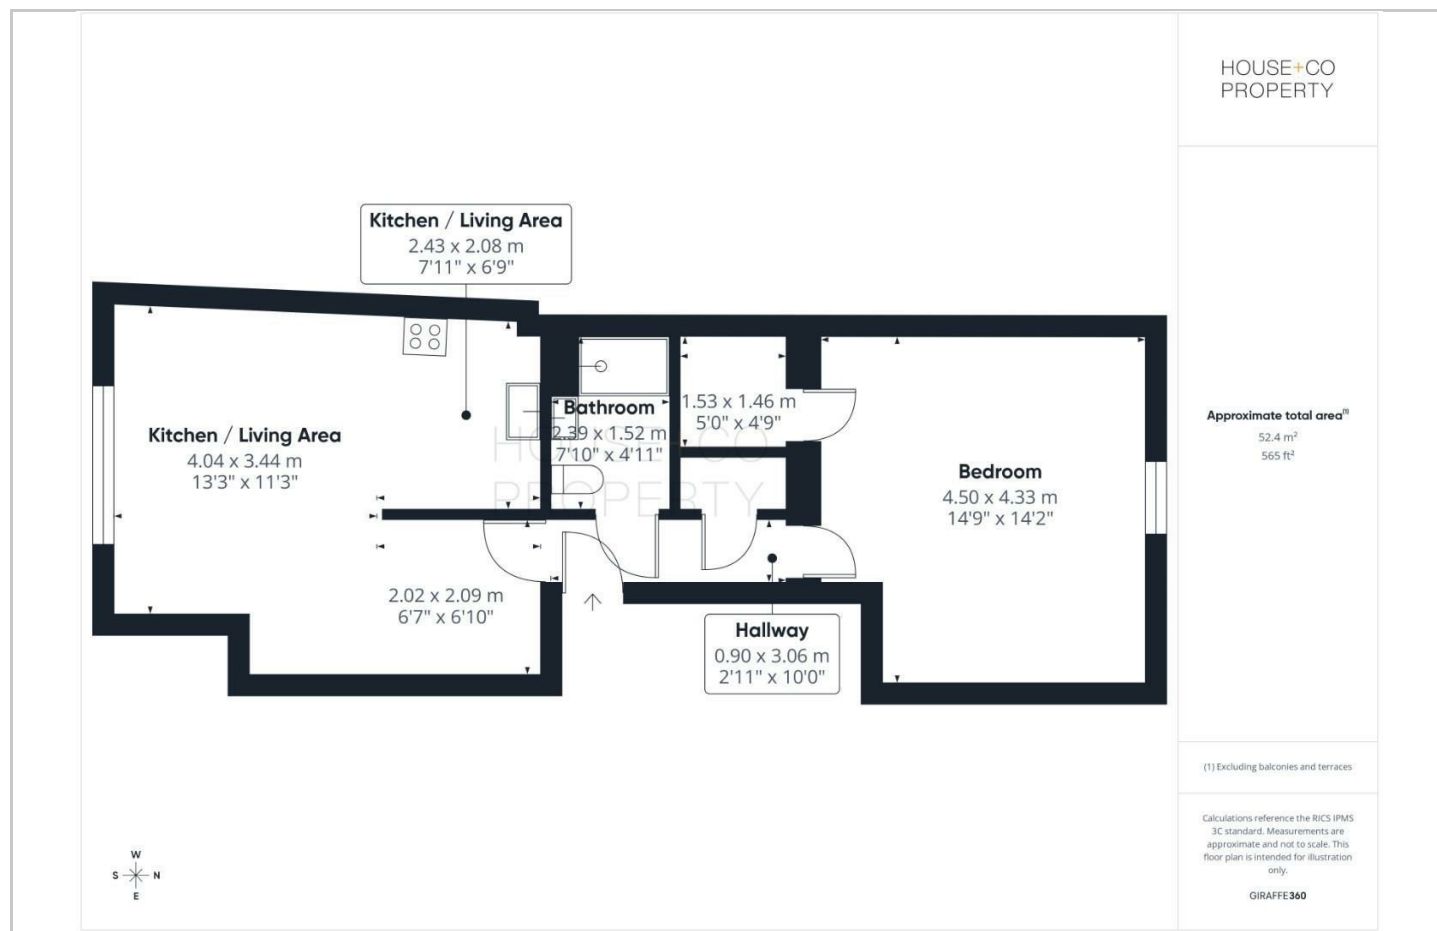 HOUSE+CO
PROPERTY
Kitchen / Living Area
2.43 x 2.08 m
7'11" x 6'9"
Kitchen / Living Area
4.04 x 3.44 m
13'3" x 11'3"
Bathroom
2.39 x 1.52 m
7'10" x 4'11"
1.53 x 1.46 m
5'0" x 4'9"
Bedroom
4.50 x 4.33 m
14'9" x 14'2"
2.02 x 2.09 m
6'7" x 6'10"
Hallway
0.90 x 3.06 m
2'11" x 10'0"
HOUSE+CO
PROPERTY
Approximate total area⁽¹⁾
52.4 m²
565 ft²
(1) Excluding balconies and terraces
Calculations reference the RICS IPMS
3C standard. Measurements are
approximate and not to scale. This
floor plan is intended for illustration
only.
GIRAFFE360
W
S N
E